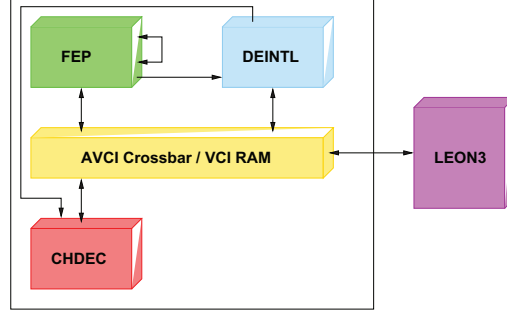 FEP
DEINTL
AVCI Crossbar / VCI RAM
LEON3
CHDEC